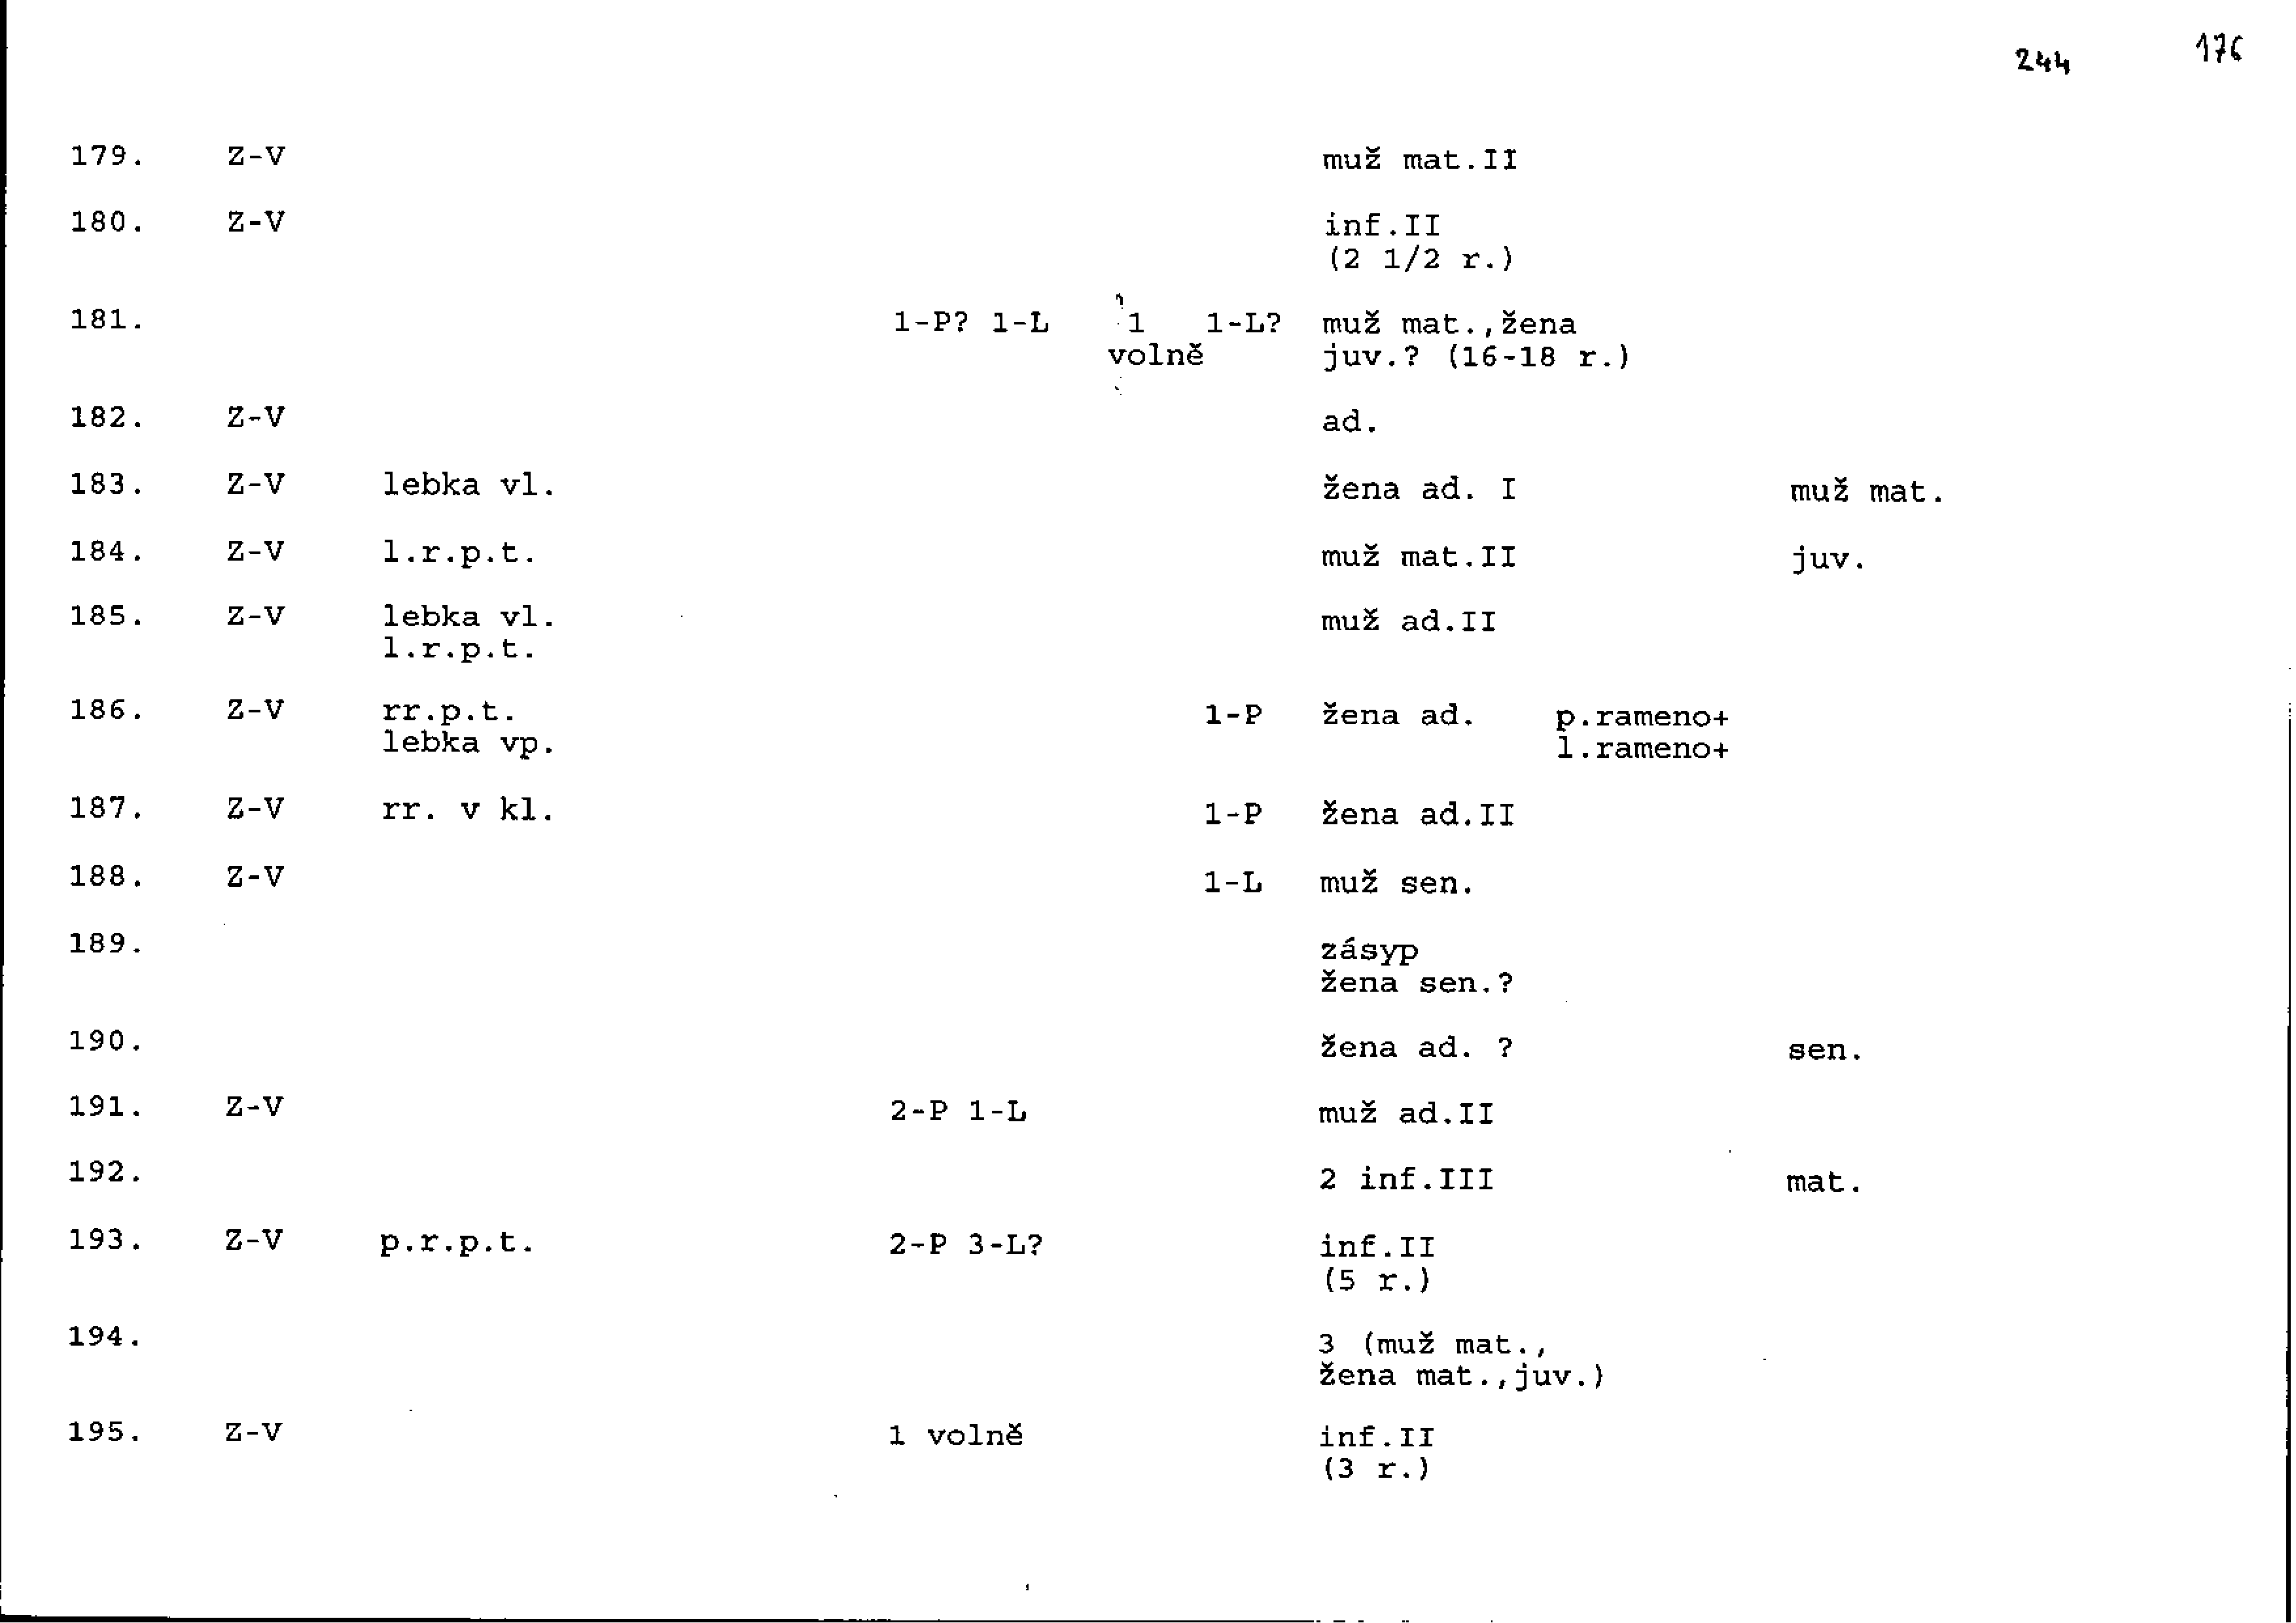 244 176
179. Z-V muž mat.II
180. Z-V inf.II
(2 1/2 r.)
181. 1-P? 1-L 1 1-L? muž mat.,žena
volně juv.? (16-18 r.)
182. Z-V ad.
183. Z-V lebka vl. žena ad. I muž mat.
184. Z-V l.r.p.t. muž mat.II juv.
185. Z-V lebka vl. muž ad.II
l.r.p.t.
186. Z-V rr.p.t. 1-P žena ad. p.rameno+
lebka vp. l.rameno+
187. Z-V rr. v kl. 1-P žena ad.II
188. Z-V 1-L muž sen.
189. zásyp
žena sen.?
190. žena ad. ? sen.
191. Z-V 2-P 1-L muž ad.II
192. 2 inf.III mat.
193. Z-V p.r.p.t. 2-P 3-L? inf.II
(5 r.)
194. 3 (muž mat.,
žena mat.,juv.)
195. Z-V 1 volně inf.II
(3 r.)